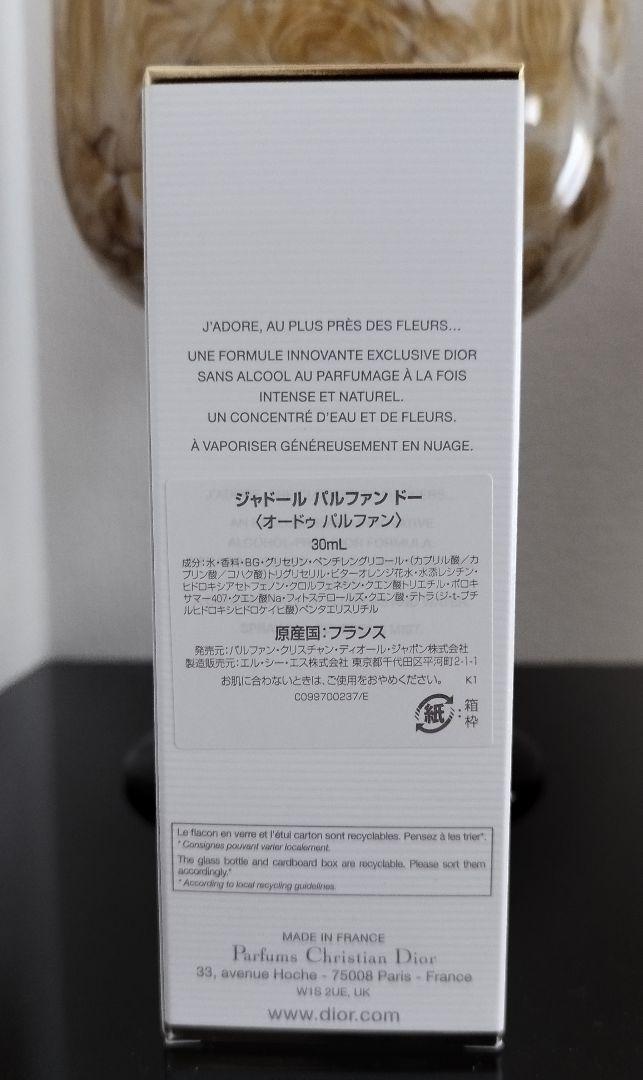 J'ADORE, AU PLUS PRÈS DES FLEURS...
UNE FORMULE INNOVANTE EXCLUSIVE DIOR
SANS ALCOOL AU PARFUMAGE À LA FOIS
INTENSE ET NATUREL.
UN CONCENTRÉ D'EAU ET DE FLEURS.
À VAPORISER GÉNÉREUSEMENT EN NUAGE.
ジャドール パルファン ドー
〈オードゥ パルファン〉
30mL
成分:水・香料・BG・グリセリン・ペンチレングリコール・(カプリル酸/カ
プリン酸/コハク酸)トリグリセリル・ビターオレンジ花水・水添レシチン・
ヒドロキシアセトフェノン・クロルフェネシン・クエン酸トリエチル・ポロキ
サマー407・クエン酸Na・フィトステロールズ・クエン酸・テトラ(ジ-t-ブチ
ルヒドロキシヒドロケイヒ酸)ペンタエリスリチル
原産国:フランス
発売元:パルファン・クリスチャン・ディオール・ジャポン株式会社
製造販売元:エル・シー・エス株式会社 東京都千代田区平河町2-1-1
お肌に合わないときは、ご使用をおやめください。 K1
C099700237/E
紙:箱
枠
Le flacon en verre et l'étui carton sont recyclables. Pensez à les trier*.
* Consignes pouvant varier localement.
The glass bottle and cardboard box are recyclable. Please sort them
accordingly.*
* According to local recycling guidelines.
MADE IN FRANCE
Parfums Christian Dior
33, avenue Hoche - 75008 Paris - France
W1S 2UE, UK
www.dior.com